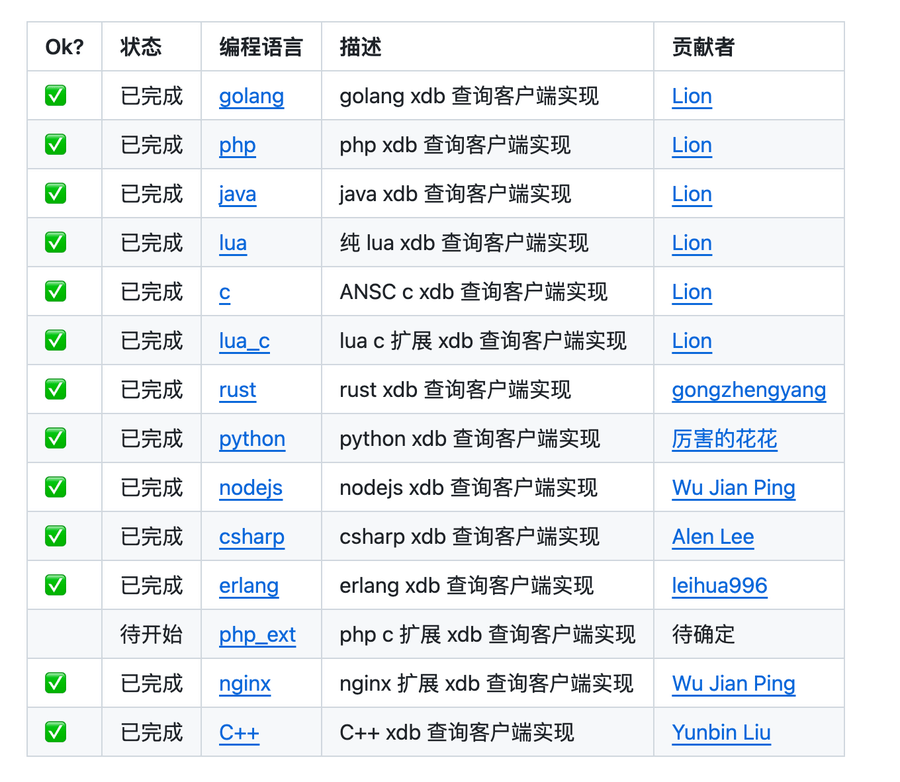 Ok? 状态 编程语言 描述 贡献者
✅ 已完成 golang golang xdb 查询客户端实现 Lion
✅ 已完成 php php xdb 查询客户端实现 Lion
✅ 已完成 java java xdb 查询客户端实现 Lion
✅ 已完成 lua 纯 lua xdb 查询客户端实现 Lion
✅ 已完成 c ANSC c xdb 查询客户端实现 Lion
✅ 已完成 lua_c lua c 扩展 xdb 查询客户端实现 Lion
✅ 已完成 rust rust xdb 查询客户端实现 gongzhengyang
✅ 已完成 python python xdb 查询客户端实现 厉害的花花
✅ 已完成 nodejs nodejs xdb 查询客户端实现 Wu Jian Ping
✅ 已完成 csharp csharp xdb 查询客户端实现 Alen Lee
✅ 已完成 erlang erlang xdb 查询客户端实现 leihua996
待开始 php_ext php c 扩展 xdb 查询客户端实现 待确定
✅ 已完成 nginx nginx 扩展 xdb 查询客户端实现 Wu Jian Ping
✅ 已完成 C++ C++ xdb 查询客户端实现 Yunbin Liu